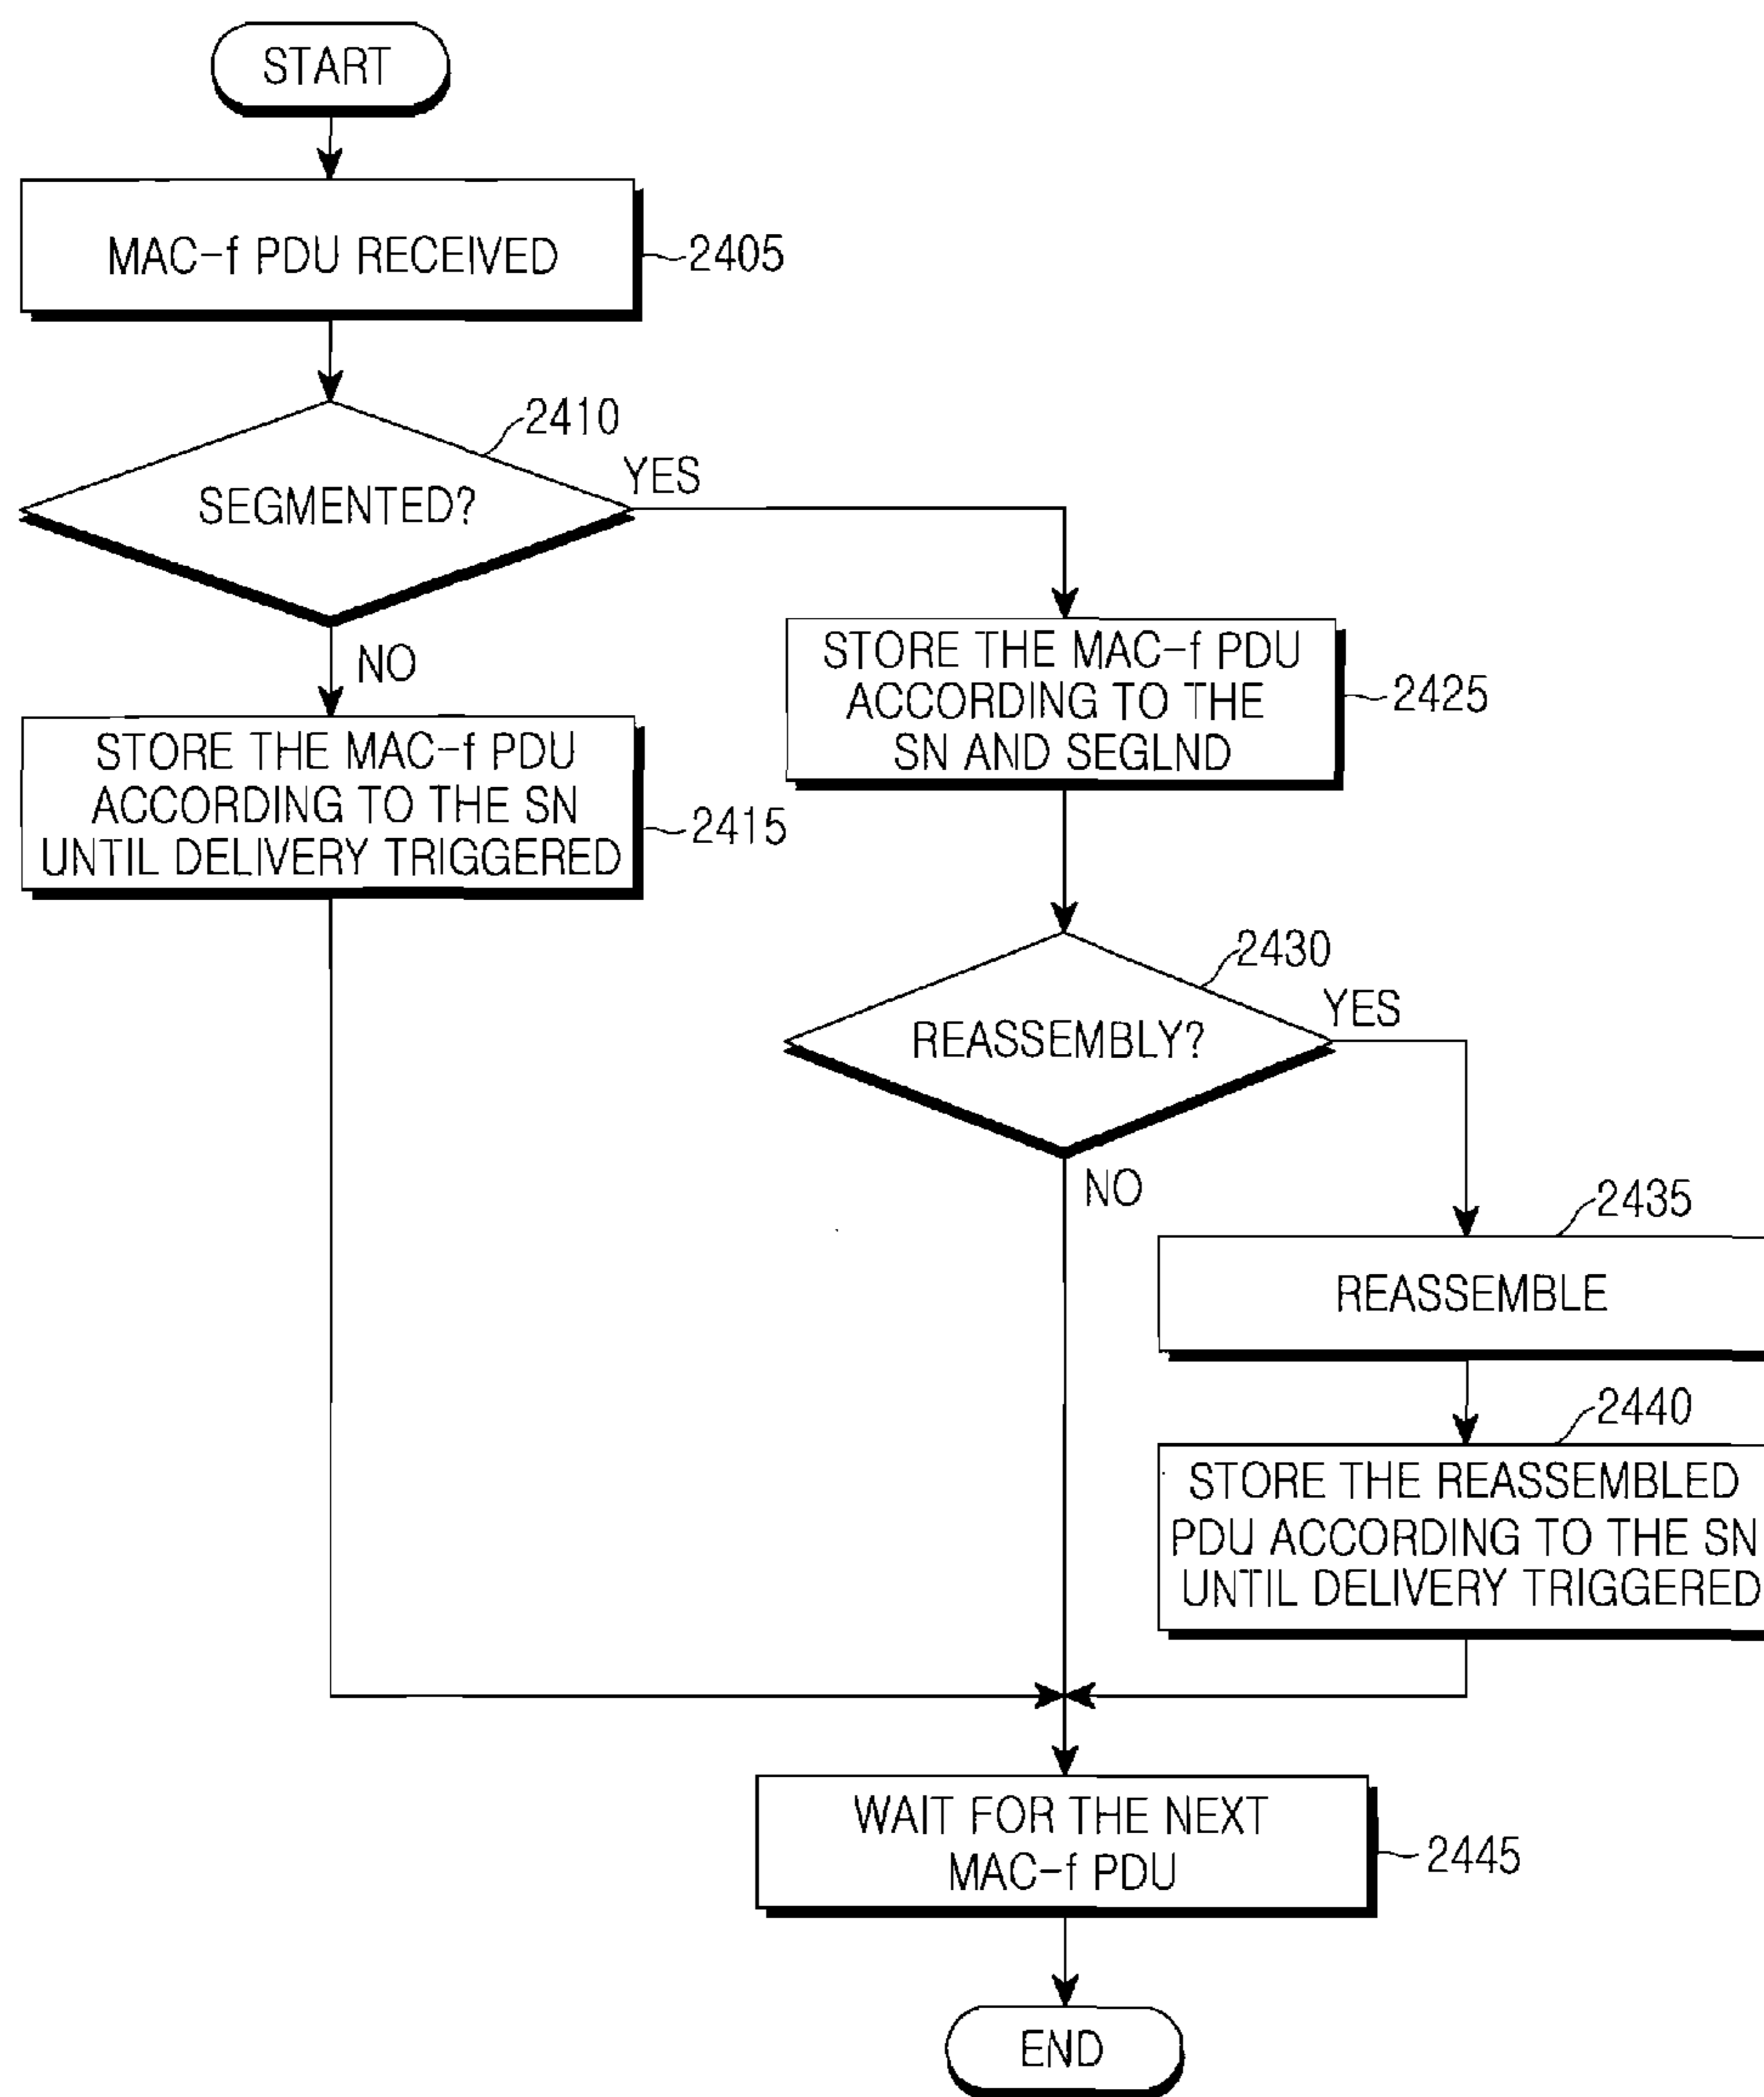 START
MAC-f PDU RECEIVED
2405
2410
SEGMENTED?
YES
NO
STORE THE MAC-f PDU
ACCORDING TO THE SN
UNTIL DELIVERY TRIGGERED
2415
STORE THE MAC-f PDU
ACCORDING TO THE
SN AND SEGLND
2425
2430
REASSEMBLY?
YES
NO
2435
REASSEMBLE
2440
STORE THE REASSEMBLED
PDU ACCORDING TO THE SN
UNTIL DELIVERY TRIGGERED
WAIT FOR THE NEXT
MAC-f PDU
2445
END